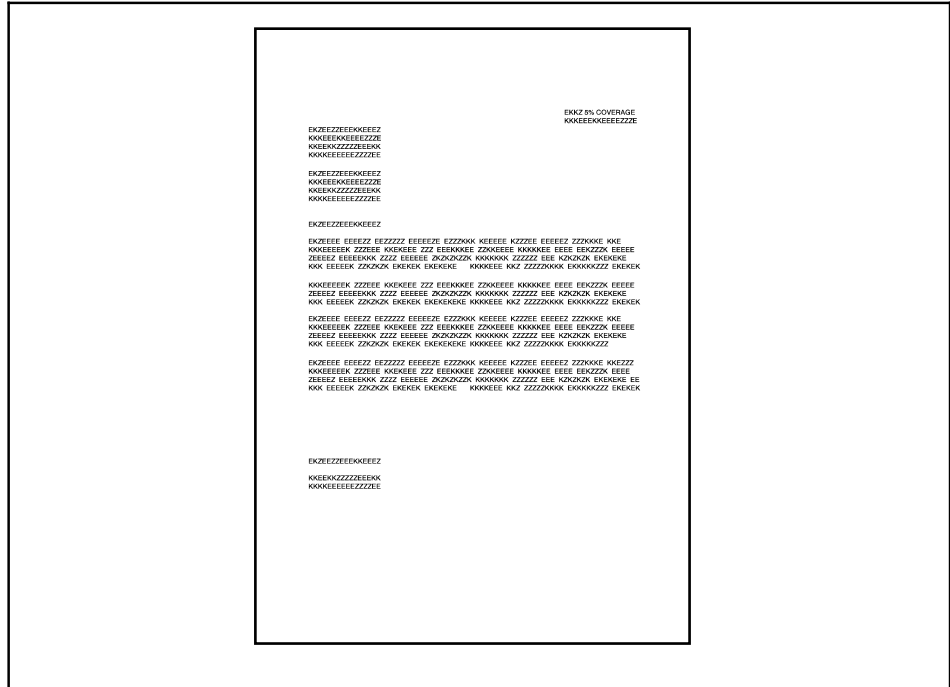 EKKZ 5% COVERAGE
KKKEEEKKEEEEZZZE
EKZEEZZEEEKKEEEZ
KKKEEEKKEEEEZZZE
KKEEKKZZZZZEEEKK
KKKKEEEEEEZZZZEE
EKZEEZZEEEKKEEEZ
KKKEEEKKEEEEZZZE
KKEEKKZZZZZEEEKK
KKKKEEEEEEZZZZEE
EKZEEZZEEEKKEEEZ
EKZEEEE EEEEZZ EEZZZZZ EEEEEZE EZZZKKK KEEEEE KZZZEE EEEEEZ ZZZKKKE KKE
KKKEEEEEK ZZZEEE KKEKEEE ZZZ EEEKKKEE ZZKKEEEE KKKKKEE EEEE EEKZZZK EEEEE
ZEEEEZ EEEEEKKK ZZZZ EEEEEE ZKZKZKZZK KKKKKKK ZZZZZZ EEE KZKZKZK EKEKEKE
KKK EEEEEK ZZKZKZK EKEKEK EKEKEKE KKKKEEE KKZ ZZZZZKKKK EKKKKKZZZ EKEKEK
KKKEEEEEK ZZZEEE KKEKEEE ZZZ EEEKKKEE ZZKKEEEE KKKKKEE EEEE EEKZZZK EEEEE
ZEEEEZ EEEEEKKK ZZZZ EEEEEE ZKZKZKZZK KKKKKKK ZZZZZZ EEE KZKZKZK EKEKEKE
KKK EEEEEK ZZKZKZK EKEKEK EKEKEKEKE KKKKEEE KKZ ZZZZZKKKK EKKKKKZZZ EKEKEK
EKZEEEE EEEEZZ EEZZZZZ EEEEEZE EZZZKKK KEEEEE KZZZEE EEEEEZ ZZZKKKE KKE
KKKEEEEEK ZZZEEE KKEKEEE ZZZ EEEKKKEE ZZKKEEEE KKKKKEE EEEE EEKZZZK EEEEE
ZEEEEZ EEEEEKKK ZZZZ EEEEEE ZKZKZKZZK KKKKKKK ZZZZZZ EEE KZKZKZK EKEKEKE
KKK EEEEEK ZZKZKZK EKEKEK EKEKEKEKE KKKKEEE KKZ ZZZZZKKKK EKKKKKZZZ
EKZEEEE EEEEZZ EEZZZZZ EEEEEZE EZZZKKK KEEEEE KZZZEE EEEEEZ ZZZKKKE KKEZZZ
KKKEEEEEK ZZZEEE KKEKEEE ZZZ EEEKKKEE ZZKKEEEE KKKKKEE EEEE EEKZZZK EEEE
ZEEEEZ EEEEEKKK ZZZZ EEEEEE ZKZKZKZZK KKKKKKK ZZZZZZ EEE KZKZKZK EKEKEKE EE
KKK EEEEEK ZZKZKZK EKEKEK EKEKEKE KKKKEEE KKZ ZZZZZKKKK EKKKKKZZZ EKEKEK
EKZEEZZEEEKKEEEZ
KKEEKKZZZZZEEEKK
KKKKEEEEEEZZZZEE